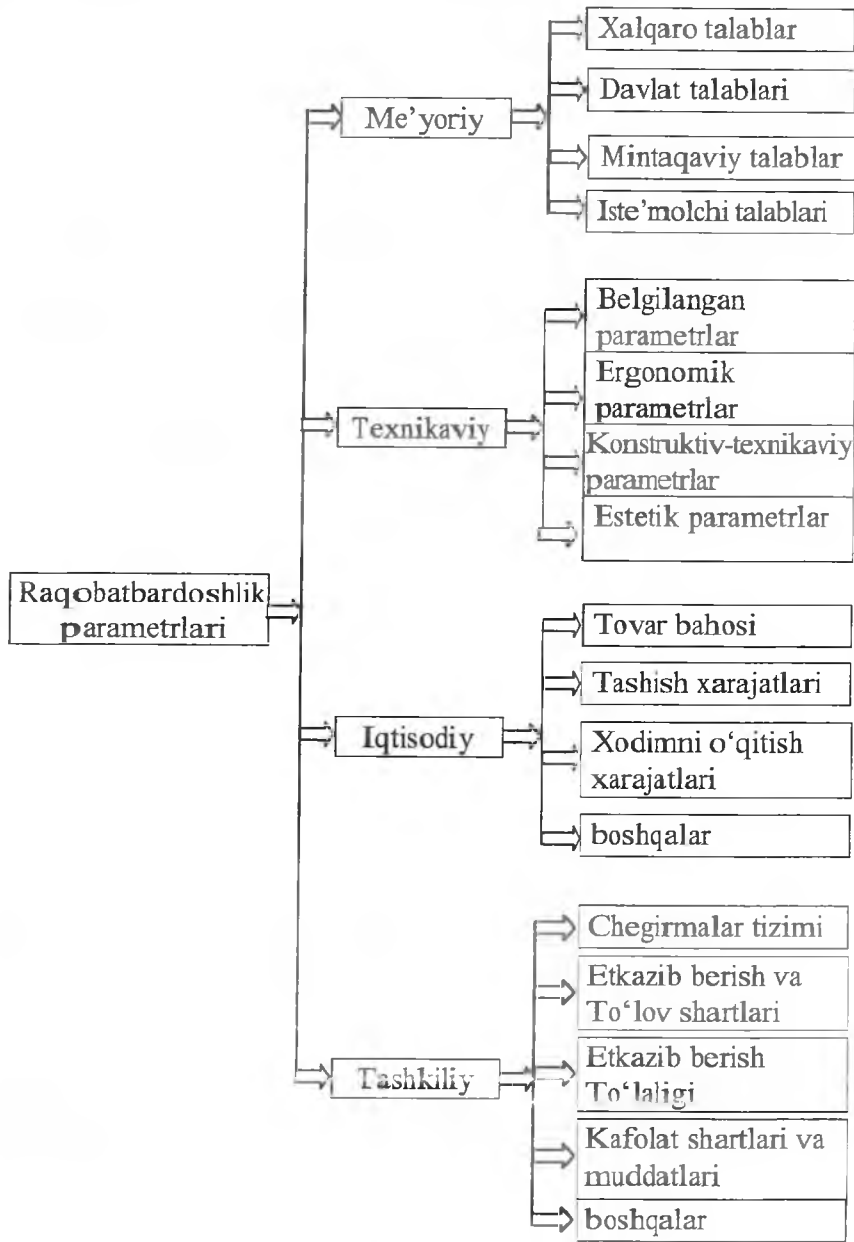 Xalqaro talablar
Davlat talablari
Me’yoriy
Mintaqaviy talablar
Iste’molchi talablari
Belgilangan
parametrlar
Ergonomik
parametrlar
Texnikaviy
Konstruktiv-texnikaviy
parametrlar
Estetik parametrlar
Raqobatbardoshlik
parametrlari
Tovar bahosi
Tashish xarajatlari
Iqtisodiy
Xodimni o‘qitish
xarajatlari
boshqalar
Chegirmalar tizimi
Etkazib berish va
To‘lov shartlari
Etkazib berish
To‘laligi
Tashkiliy
Kafolat shartlari va
muddatlari
boshqalar